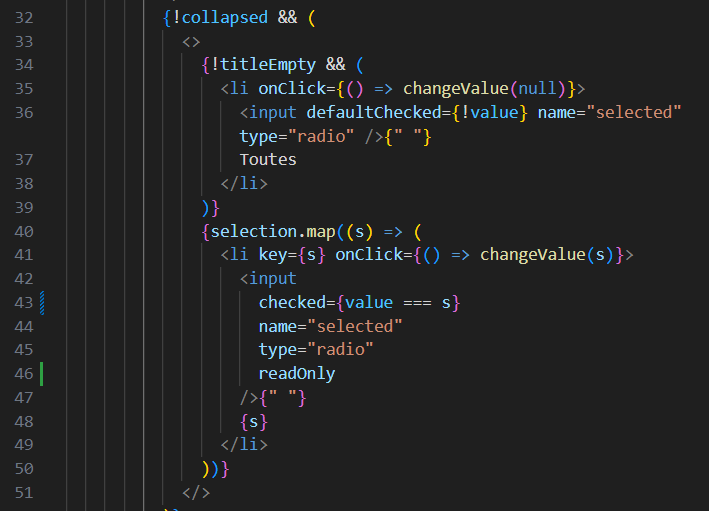 32 {!collapsed && (
33 <>
34 {!titleEmpty && (
35 <li onClick={() => changeValue(null)}>
36 <input defaultChecked={!value} name="selected"
type="radio" />{" "}
37 Toutes
38 </li>
39 )}
40 {selection.map((s) => (
41 <li key={s} onClick={() => changeValue(s)}>
42 <input
43 checked={value === s}
44 name="selected"
45 type="radio"
46 readOnly
47 />{" "}
48 {s}
49 </li>
50 ))}
51 </>